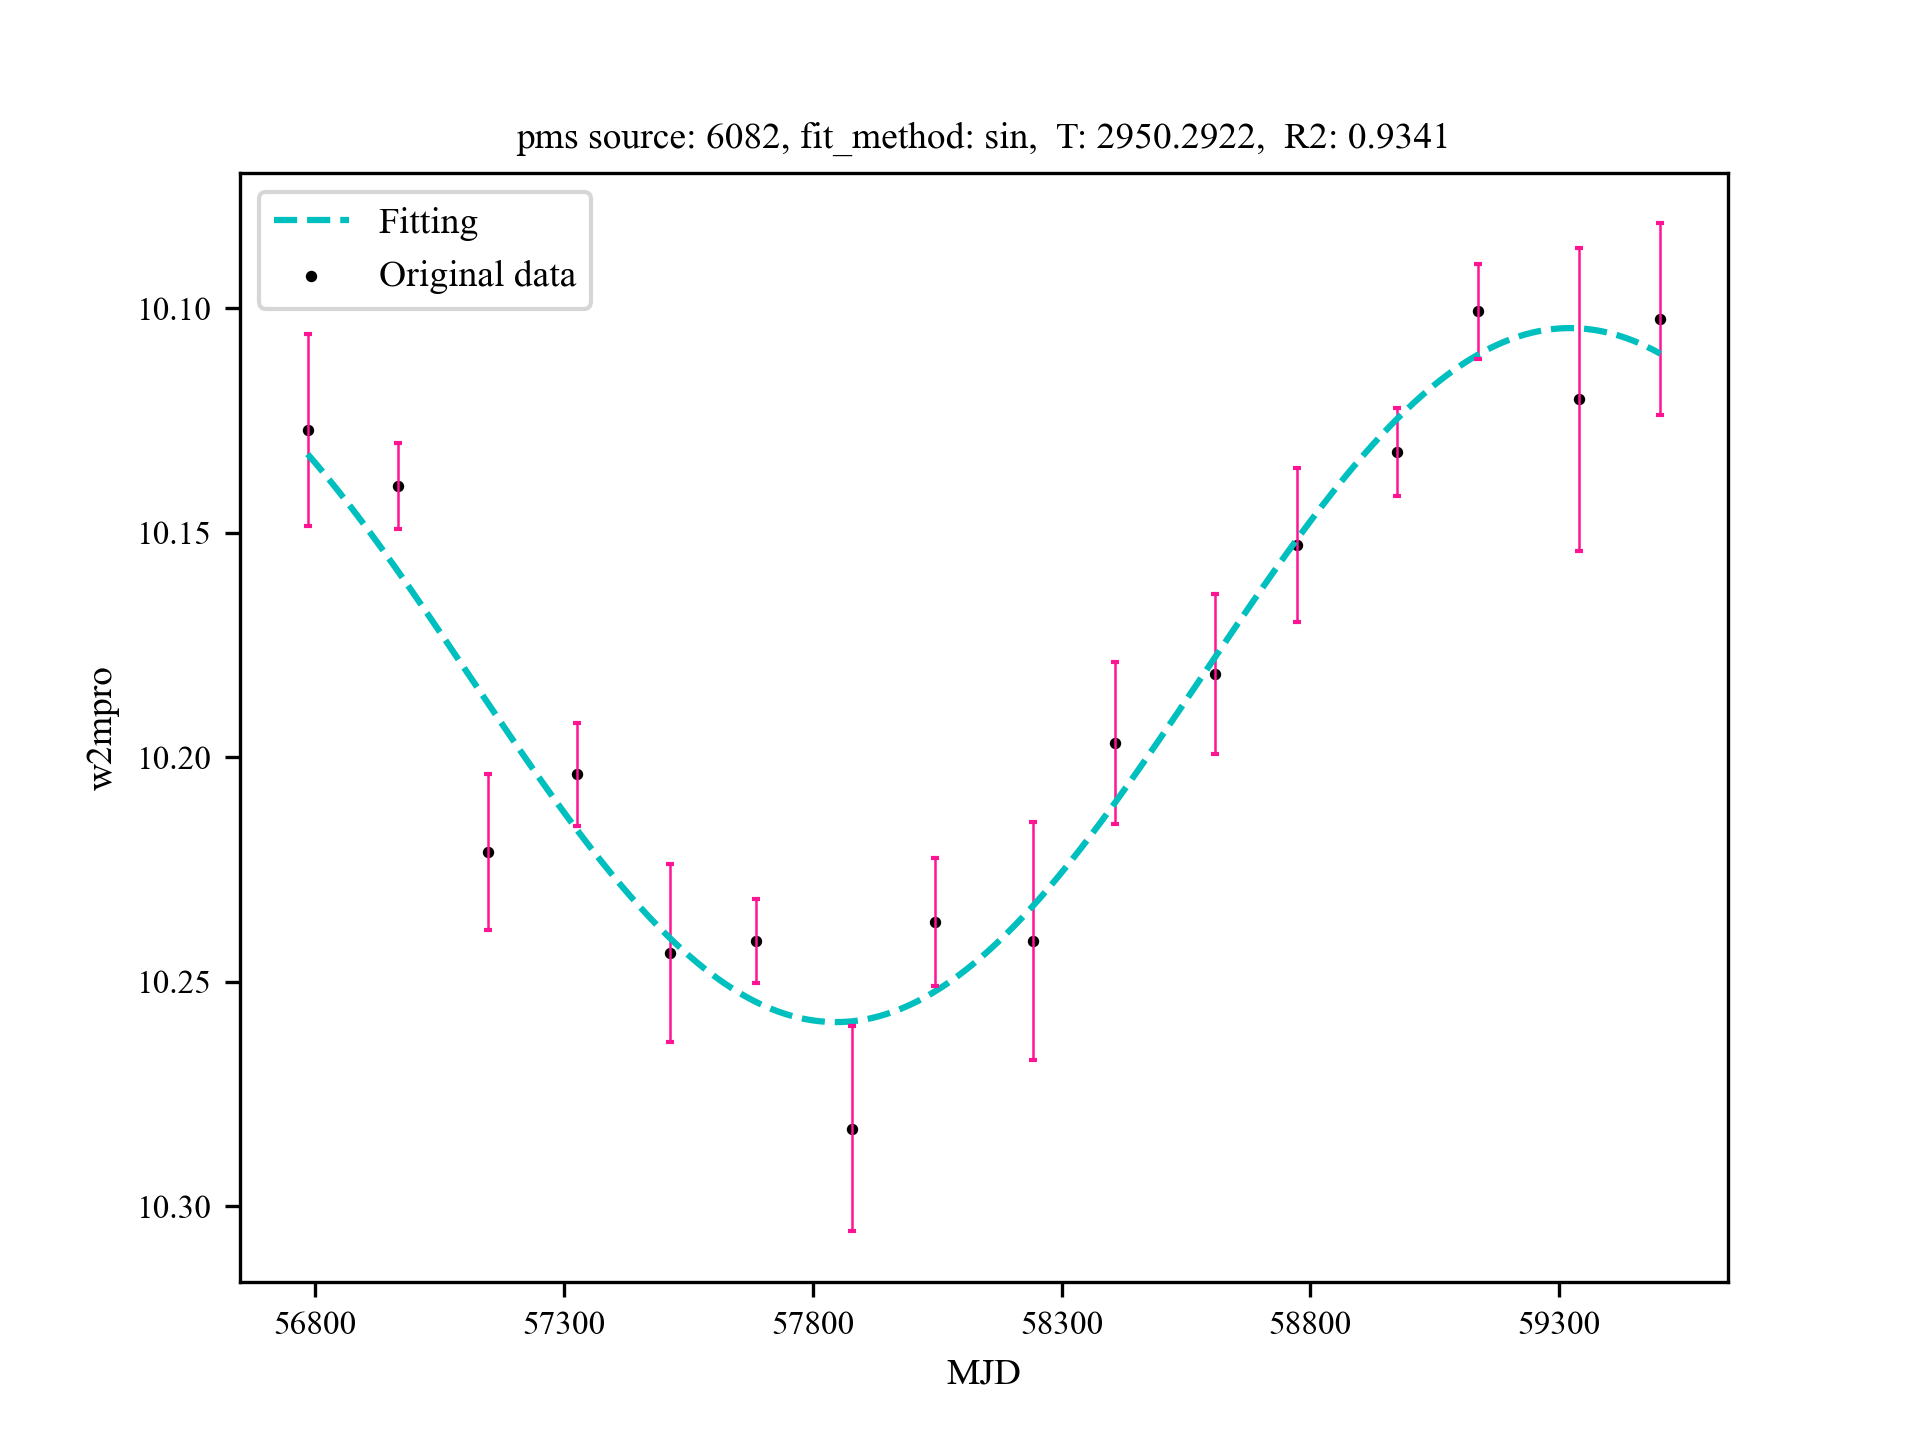 pms source: 6082, fit_method: sin,  T: 2950.2922,  R2: 0.9341
Fitting
Original data
10.10
10.15
10.20
10.25
10.30
w2mpro
56800
57300
57800
58300
58800
59300
MJD